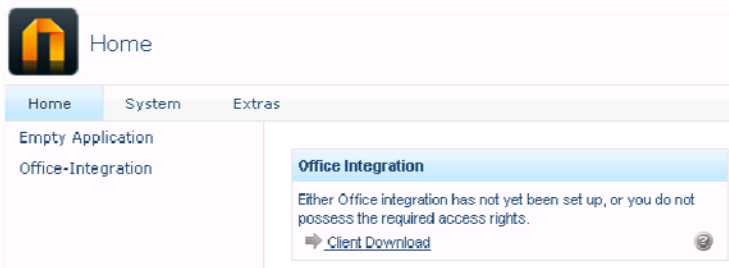 Home
Home System Extras
Empty Application
Office-Integration
Office Integration
Either Office integration has not yet been set up, or you do not
possess the required access rights.
Client Download